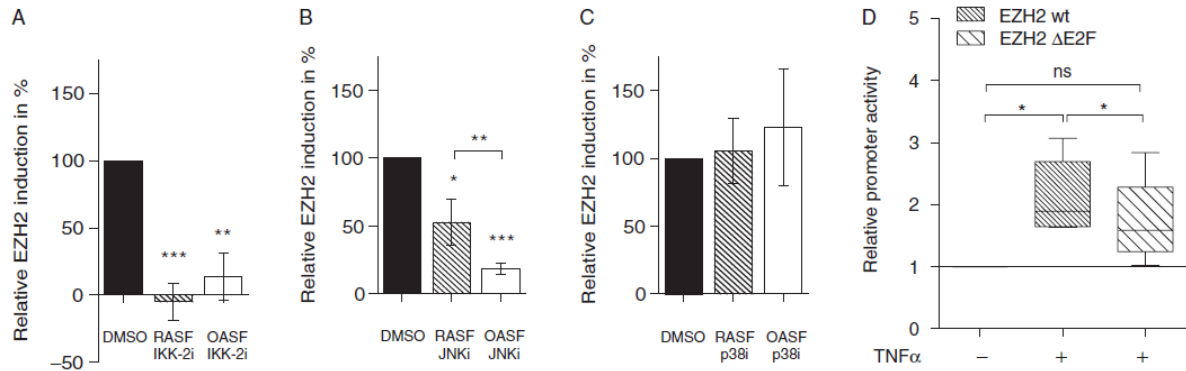 A
Relative EZH2 induction in %
150
100
50
0
−50
***
**
DMSO RASF OASF
IKK-2i IKK-2i
B
Relative EZH2 induction in %
150
100
50
0
**
*
***
DMSO RASF OASF
JNKi JNKi
C
Relative EZH2 induction in %
150
100
50
0
DMSO RASF OASF
p38i p38i
D
Relative promoter activity
5
4
3
2
1
0
EZH2 wt
EZH2 ΔE2F
ns
* *
TNFα − + +